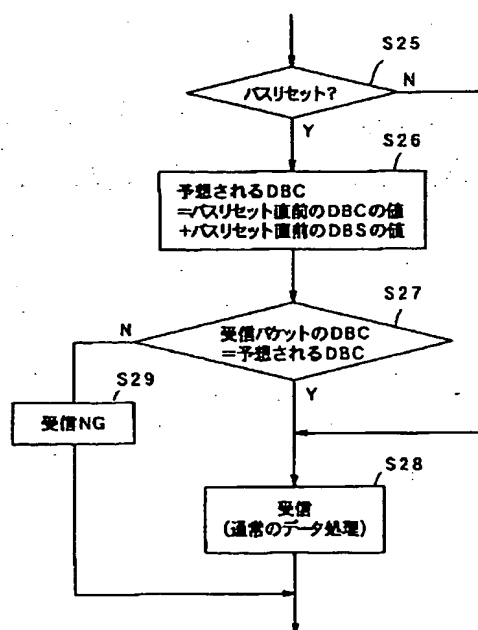 S25
バスリセット?
N
Y
S26
予想されるDBC
=バスリセット直前のDBCの値
+バスリセット直前のDBSの値
S27
N
受信パケットのDBC
=予想されるDBC
S29
Y
受信NG
S28
受信
(通常のデータ処理)